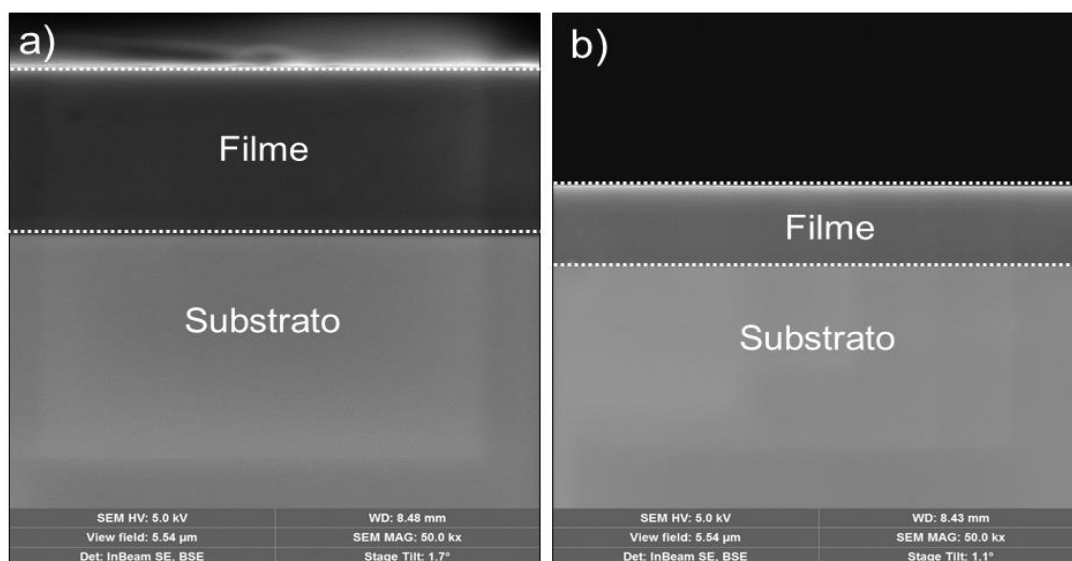 a)
Filme
Substrato
SEM HV: 5.0 kV WD: 8.48 mm
View field: 5.54 µm SEM MAG: 50.0 kx
Det: InBeam SE, BSE Stage Tilt: 1.7°
b)
Filme
Substrato
SEM HV: 5.0 kV WD: 8.43 mm
View field: 5.54 µm SEM MAG: 50.0 kx
Det: InBeam SE, BSE Stage Tilt: 1.1°